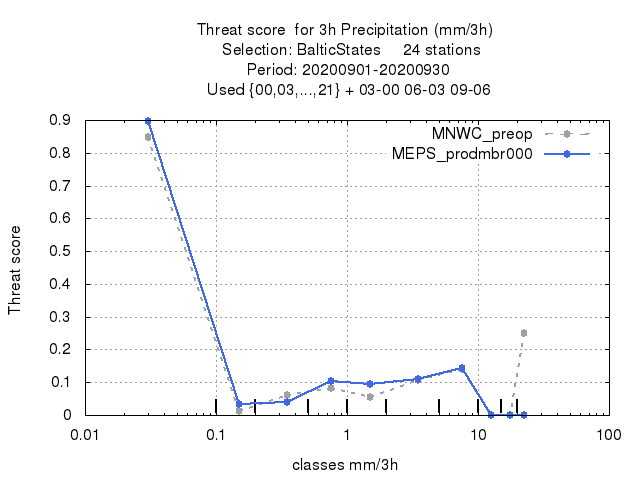 Threat score  for 3h Precipitation (mm/3h)
Selection: BalticStates     24 stations
Period: 20200901-20200930
Used {00,03,...,21} + 03-00 06-03 09-06
MNWC_preop
MEPS_prodmbr000
0.9
0.8
0.7
0.6
0.5
0.4
0.3
0.2
0.1
0
Threat score
0.01 0.1 1 10 100
classes mm/3h